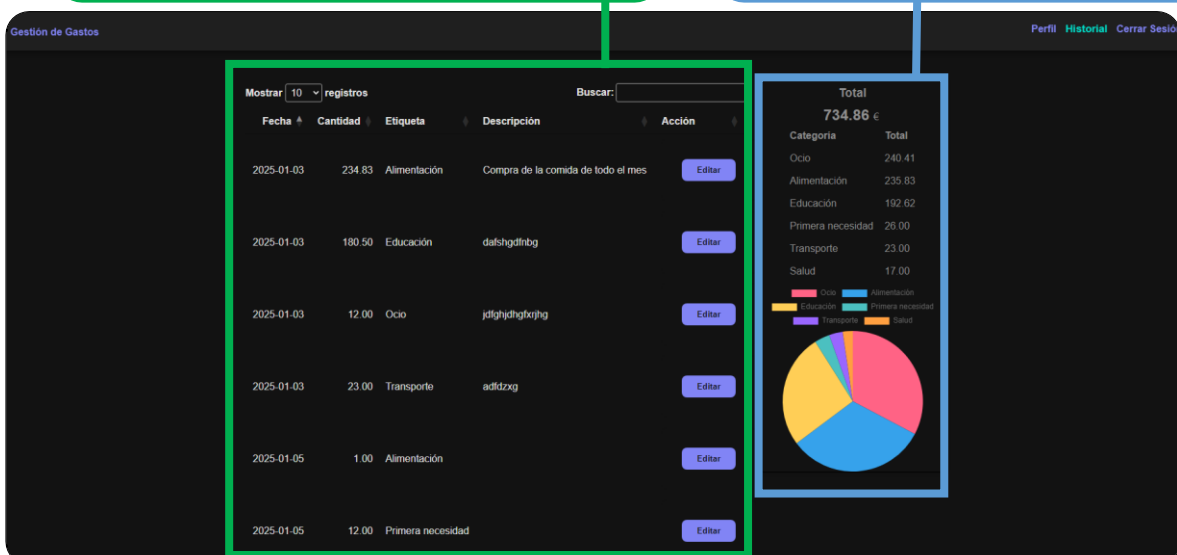 Gestión de Gastos
Perfil Historial Cerrar Sesión
Mostrar 10 registros
Buscar:
Fecha Cantidad Etiqueta Descripción Acción
2025-01-03 234.83 Alimentación Compra de la comida de todo el mes Editar
2025-01-03 180.50 Educación dafshgdfnbg Editar
2025-01-03 12.00 Ocio jdfghjdhgfxrjhg Editar
2025-01-03 23.00 Transporte adfdzxg Editar
2025-01-05 1.00 Alimentación Editar
2025-01-05 12.00 Primera necesidad Editar
Total
734.86 €
Categoria Total
Ocio 240.41
Alimentación 235.83
Educación 192.62
Primera necesidad 26.00
Transporte 23.00
Salud 17.00
Ocio Alimentación
Educación Primera necesidad
Transporte Salud